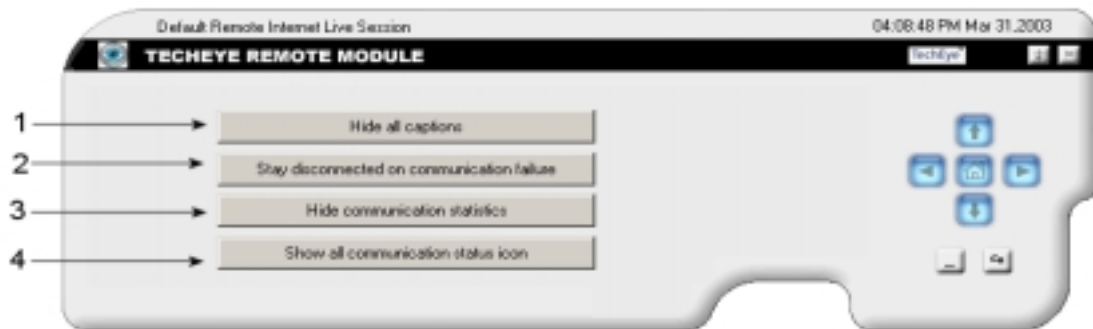 Default Remote Internet Live Session 04:08:48 PM Mar 31.2003
TECHEYE REMOTE MODULE TechEye
1 Hide all captions
2 Stay disconnected on communication failure
3 Hide communication statistics
4 Show all communication status icon